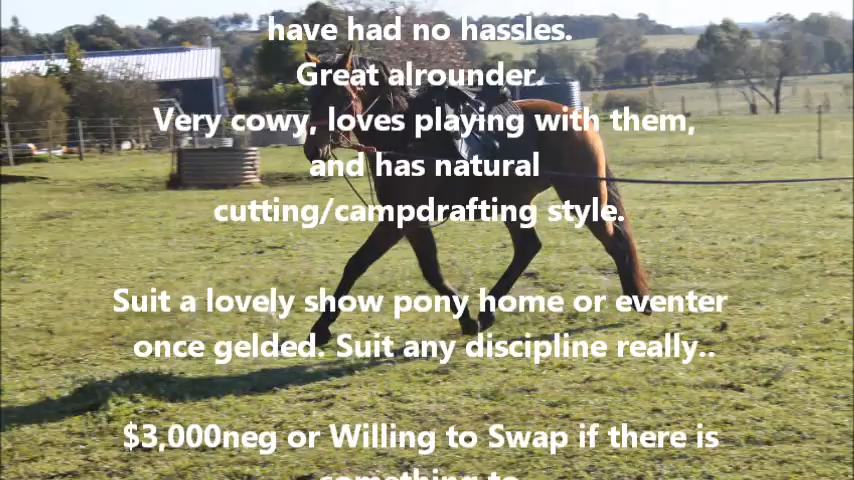 have had no hassles.
Great alrounder.
Very cowy, loves playing with them,
and has natural
cutting/campdrafting style.
Suit a lovely show pony home or eventer
once gelded. Suit any discipline really..
$3,000neg or Willing to Swap if there is
something to